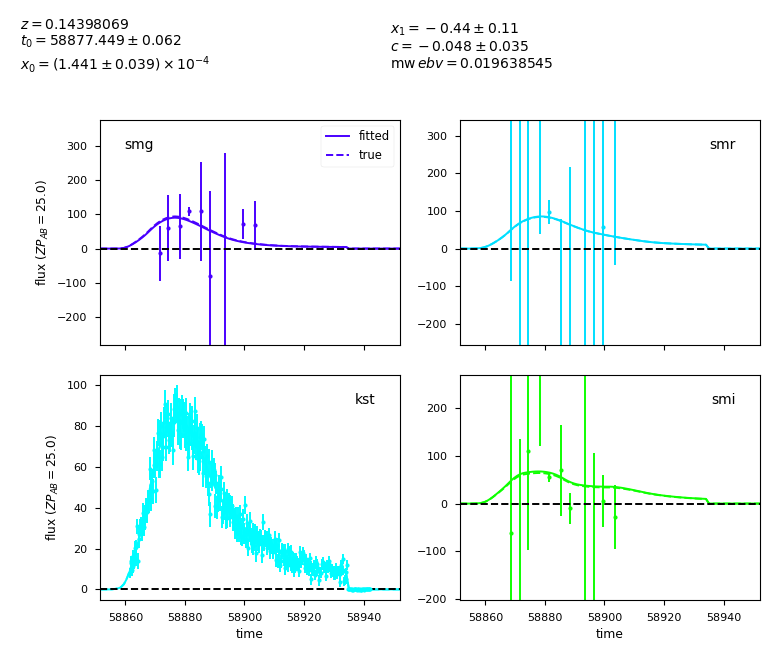 z = 0.14398069
t₀ = 58877.449 ± 0.062
x₀ = (1.441 ± 0.039) × 10⁻⁴
x₁ = −0.44 ± 0.11
c = −0.048 ± 0.035
mw ebv = 0.019638545
smg
fitted
true
300
200
100
0
−100
−200
flux (ZP_AB = 25.0)
smr
300
200
100
0
−100
−200
kst
100
80
60
40
20
0
flux (ZP_AB = 25.0)
58860 58880 58900 58920 58940
time
smi
200
100
0
−100
−200
58860 58880 58900 58920 58940
time